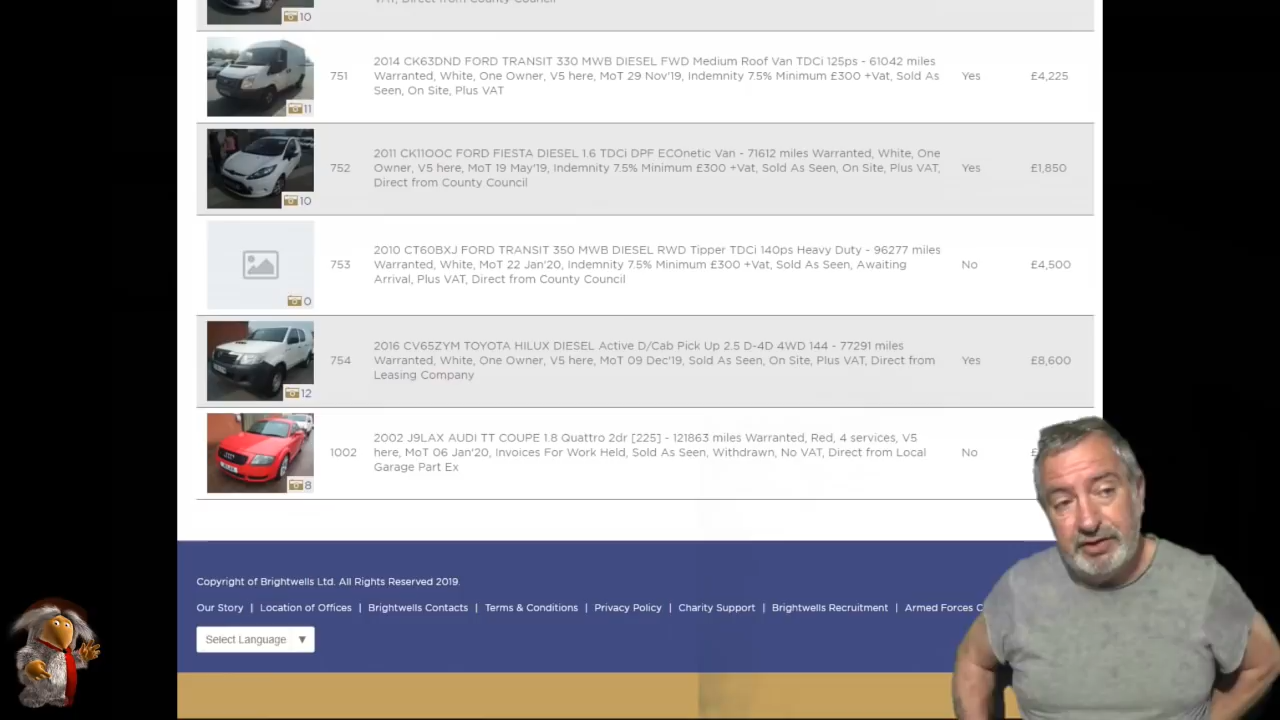 VAT, Direct from County Council
10
2014 CK63DND FORD TRANSIT 330 MWB DIESEL FWD Medium Roof Van TDCi 125ps - 61042 miles
751
Warranted, White, One Owner, V5 here, MoT 29 Nov'19, Indemnity 7.5% Minimum £300 +Vat, Sold As
Yes
£4,225
Seen, On Site, Plus VAT
11
2011 CK11OOC FORD FIESTA DIESEL 1.6 TDCi DPF ECOnetic Van - 71612 miles Warranted, White, One
752
Owner, V5 here, MoT 19 May'19, Indemnity 7.5% Minimum £300 +Vat, Sold As Seen, On Site, Plus VAT,
Yes
£1,850
Direct from County Council
10
2010 CT60BXJ FORD TRANSIT 350 MWB DIESEL RWD Tipper TDCi 140ps Heavy Duty - 96277 miles
753
Warranted, White, MoT 22 Jan'20, Indemnity 7.5% Minimum £300 +Vat, Sold As Seen, Awaiting
No
£4,500
Arrival, Plus VAT, Direct from County Council
0
2016 CV65ZYM TOYOTA HILUX DIESEL Active D/Cab Pick Up 2.5 D-4D 4WD 144 - 77291 miles
754
Warranted, White, One Owner, V5 here, MoT 09 Dec'19, Sold As Seen, On Site, Plus VAT, Direct from
Yes
£8,600
Leasing Company
12
2002 J9LAX AUDI TT COUPE 1.8 Quattro 2dr [225] - 121863 miles Warranted, Red, 4 services, V5
1002
here, MoT 06 Jan'20, Invoices For Work Held, Sold As Seen, Withdrawn, No VAT, Direct from Local
No
Garage Part Ex
8
Copyright of Brightwells Ltd. All Rights Reserved 2019.
Our Story | Location of Offices | Brightwells Contacts | Terms & Conditions | Privacy Policy | Charity Support | Brightwells Recruitment | Armed Forces
Select Language ▼